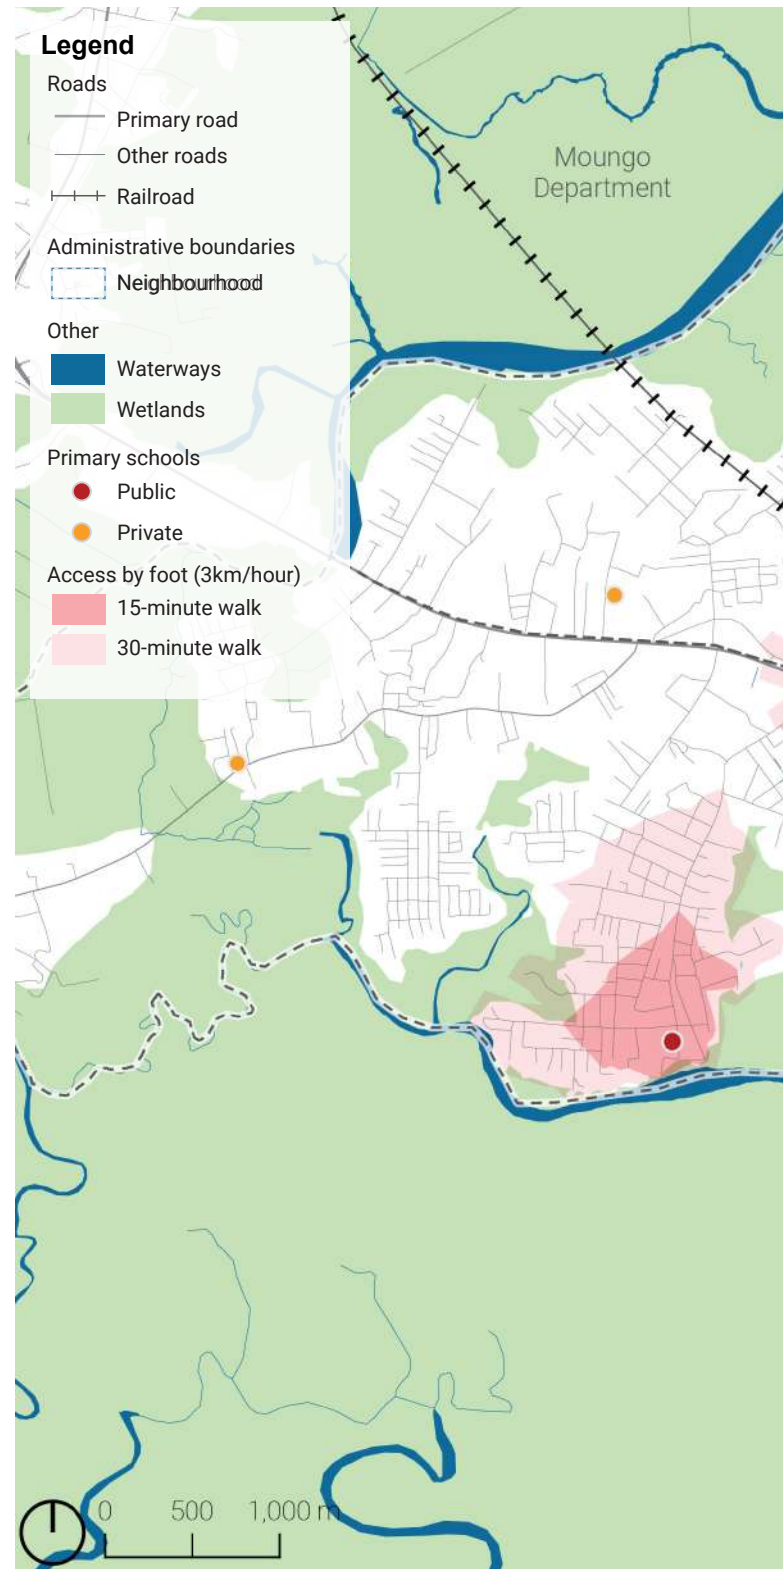 Legend
Roads
Primary road
Other roads
Railroad
Administrative boundaries
Neighbourhood
Other
Waterways
Wetlands
Primary schools
Public
Private
Access by foot (3km/hour)
15-minute walk
30-minute walk
Moungo
Department
0 500 1,000 m